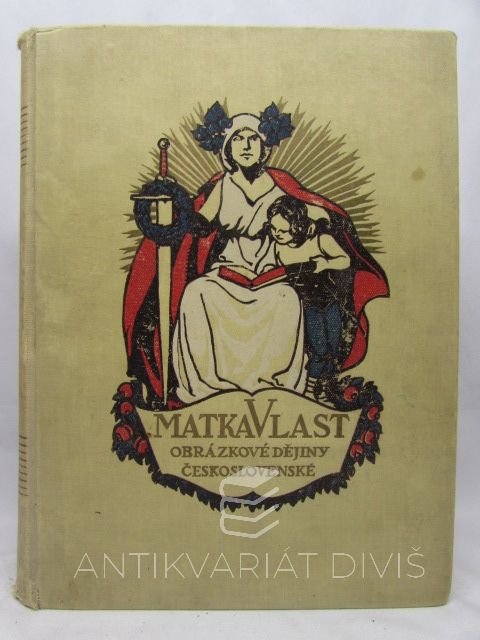 MATKA VLAST
OBRÁZKOVÉ DĚJINY
ČESKOSLOVENSKÉ
ANTIKVARIÁT DIVIŠ